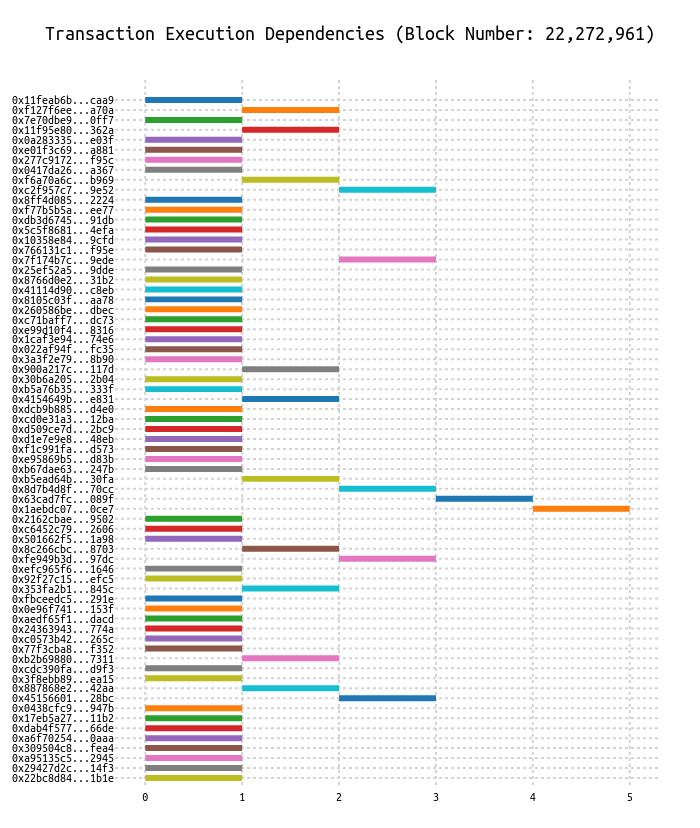 Transaction Execution Dependencies (Block Number: 22,272,961)
0x11feab6b...caa9
0xf127f6ee...a70a
0x7e70dbe9...0ff7
0x11f95e80...362a
0x0a283335...e03f
0xe01f3c69...a881
0x277c9172...f95c
0x0417da26...a367
0xf6a70a6c...b969
0xc2f957c7...9e52
0x8ff4d085...2224
0xf77b5b5a...ee77
0xdb3d6745...91db
0x5c5f8681...4efa
0x10358e84...9cfd
0x766131c1...f95e
0x7f174b7c...9ede
0x25ef52a5...9dde
0x8766d0e2...31b2
0x41114d90...c8eb
0x8105c03f...aa78
0x260586be...dbec
0xc71baff7...dc73
0xe99d10f4...8316
0x1caf3e94...74e6
0x022af94f...fc35
0x3a3f2e79...8b90
0x900a217c...117d
0x30b6a205...2b04
0xb5a76b35...333f
0x4154649b...e831
0xdcb9b885...d4e0
0xcd0e31a3...12ba
0xd509ce7d...2bc9
0xd1e7e9e8...48eb
0xf1c991fa...d573
0xe95869b5...d83b
0xb67dae63...247b
0xb5ead64b...30fa
0x8d7b4d8f...70cc
0x63cad7fc...089f
0x1aebdc07...0ce7
0x2162cbae...9502
0xc6452c79...2606
0x501662f5...1a98
0x8c266cbc...8703
0xfe949b3d...97dc
0xefc965f6...1646
0x92f27c15...efc5
0x353fa2b1...845c
0xfbceedc5...291e
0x0e96f741...153f
0xaedf65f1...dacd
0x24363943...774a
0xc0573b42...265c
0x77f3cba8...f352
0xb2b69880...7311
0xcdc390fa...d9f3
0x3f8ebb89...ea15
0x887868e2...42aa
0x45156601...28bc
0x0438cfc9...947b
0x17eb5a27...11b2
0xdab4f577...66de
0xa6f70254...0aaa
0x309504c8...fea4
0xa95135c5...2945
0x29427d2c...14f3
0x22bc8d84...1b1e
0 1 2 3 4 5